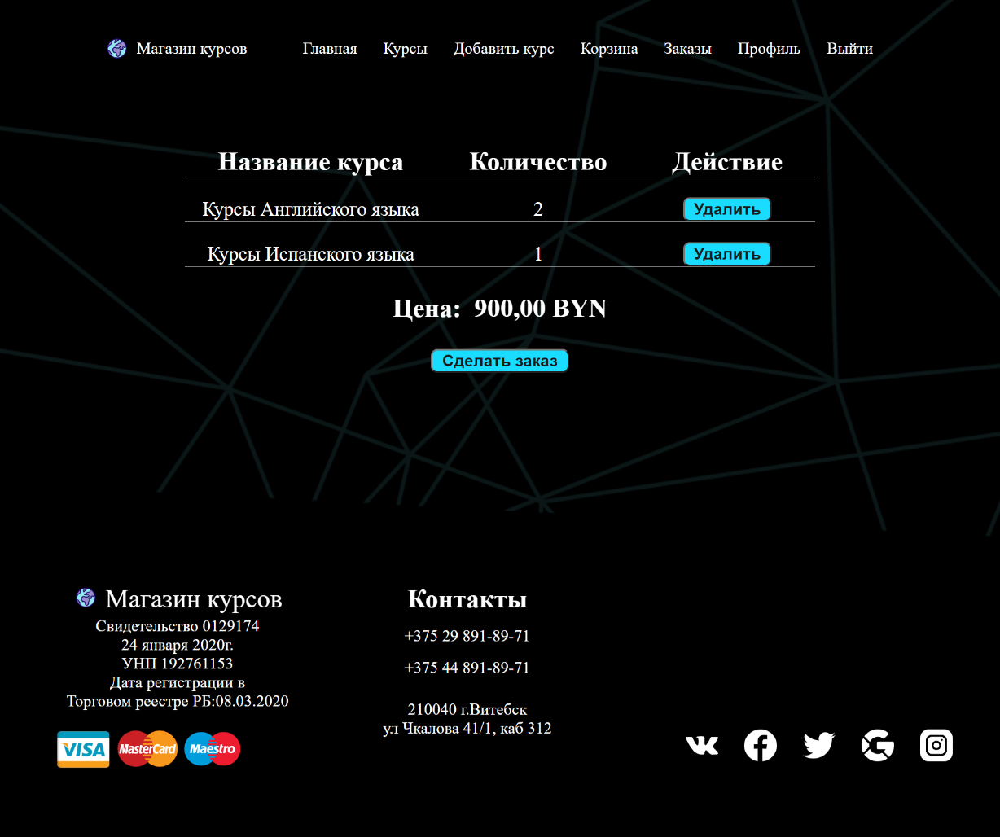 Магазин курсов Главная Курсы Добавить курс Корзина Заказы Профиль Выйти
Название курса Количество Действие
Курсы Английского языка 2 Удалить
Курсы Испанского языка 1 Удалить
Цена: 900,00 BYN
Сделать заказ
Магазин курсов
Свидетельство 0129174
24 января 2020г.
УНП 192761153
Дата регистрации в
Торговом реестре РБ:08.03.2020
VISA MasterCard Maestro
Контакты
+375 29 891-89-71
+375 44 891-89-71
210040 г.Витебск
ул Чкалова 41/1, каб 312